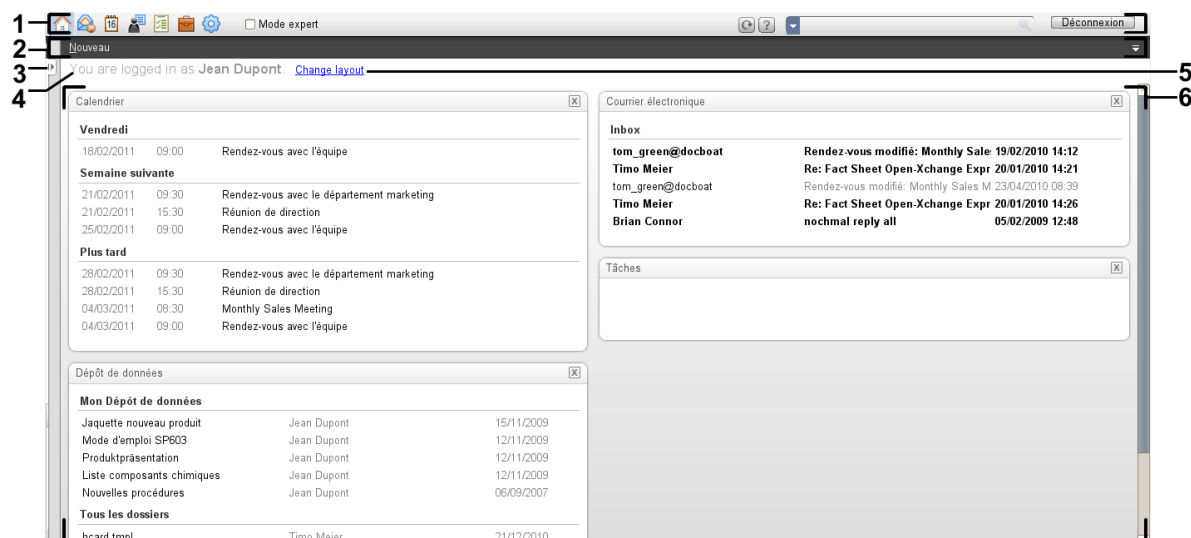 1
16
Mode expert
?
Déconnexion
2
Nouveau
3
You are logged in as Jean Dupont Change layout
4
5
6
Calendrier X
Vendredi
18/02/2011 09:00 Rendez-vous avec l'équipe
Semaine suivante
21/02/2011 09:30 Rendez-vous avec le département marketing
21/02/2011 15:30 Réunion de direction
25/02/2011 09:00 Rendez-vous avec l'équipe
Plus tard
28/02/2011 09:30 Rendez-vous avec le département marketing
28/02/2011 15:30 Réunion de direction
04/03/2011 08:30 Monthly Sales Meeting
04/03/2011 09:00 Rendez-vous avec l'équipe
Courrier électronique X
Inbox
tom_green@docboat Rendez-vous modifié: Monthly Sale 19/02/2010 14:12
Timo Meier Re: Fact Sheet Open-Xchange Expr 20/01/2010 14:21
tom_green@docboat Rendez-vous modifié: Monthly Sales M 23/04/2010 08:39
Timo Meier Re: Fact Sheet Open-Xchange Expr 20/01/2010 14:26
Brian Connor nochmal reply all 05/02/2009 12:48
Tâches X
Dépôt de données X
Mon Dépôt de données
Jaquette nouveau produit Jean Dupont 15/11/2009
Mode d'emploi SP603 Jean Dupont 12/11/2009
Produktpräsentation Jean Dupont 12/11/2009
Liste composants chimiques Jean Dupont 12/11/2009
Nouvelles procédures Jean Dupont 06/09/2007
Tous les dossiers
hcard.tmpl Timo Meier 21/12/2010